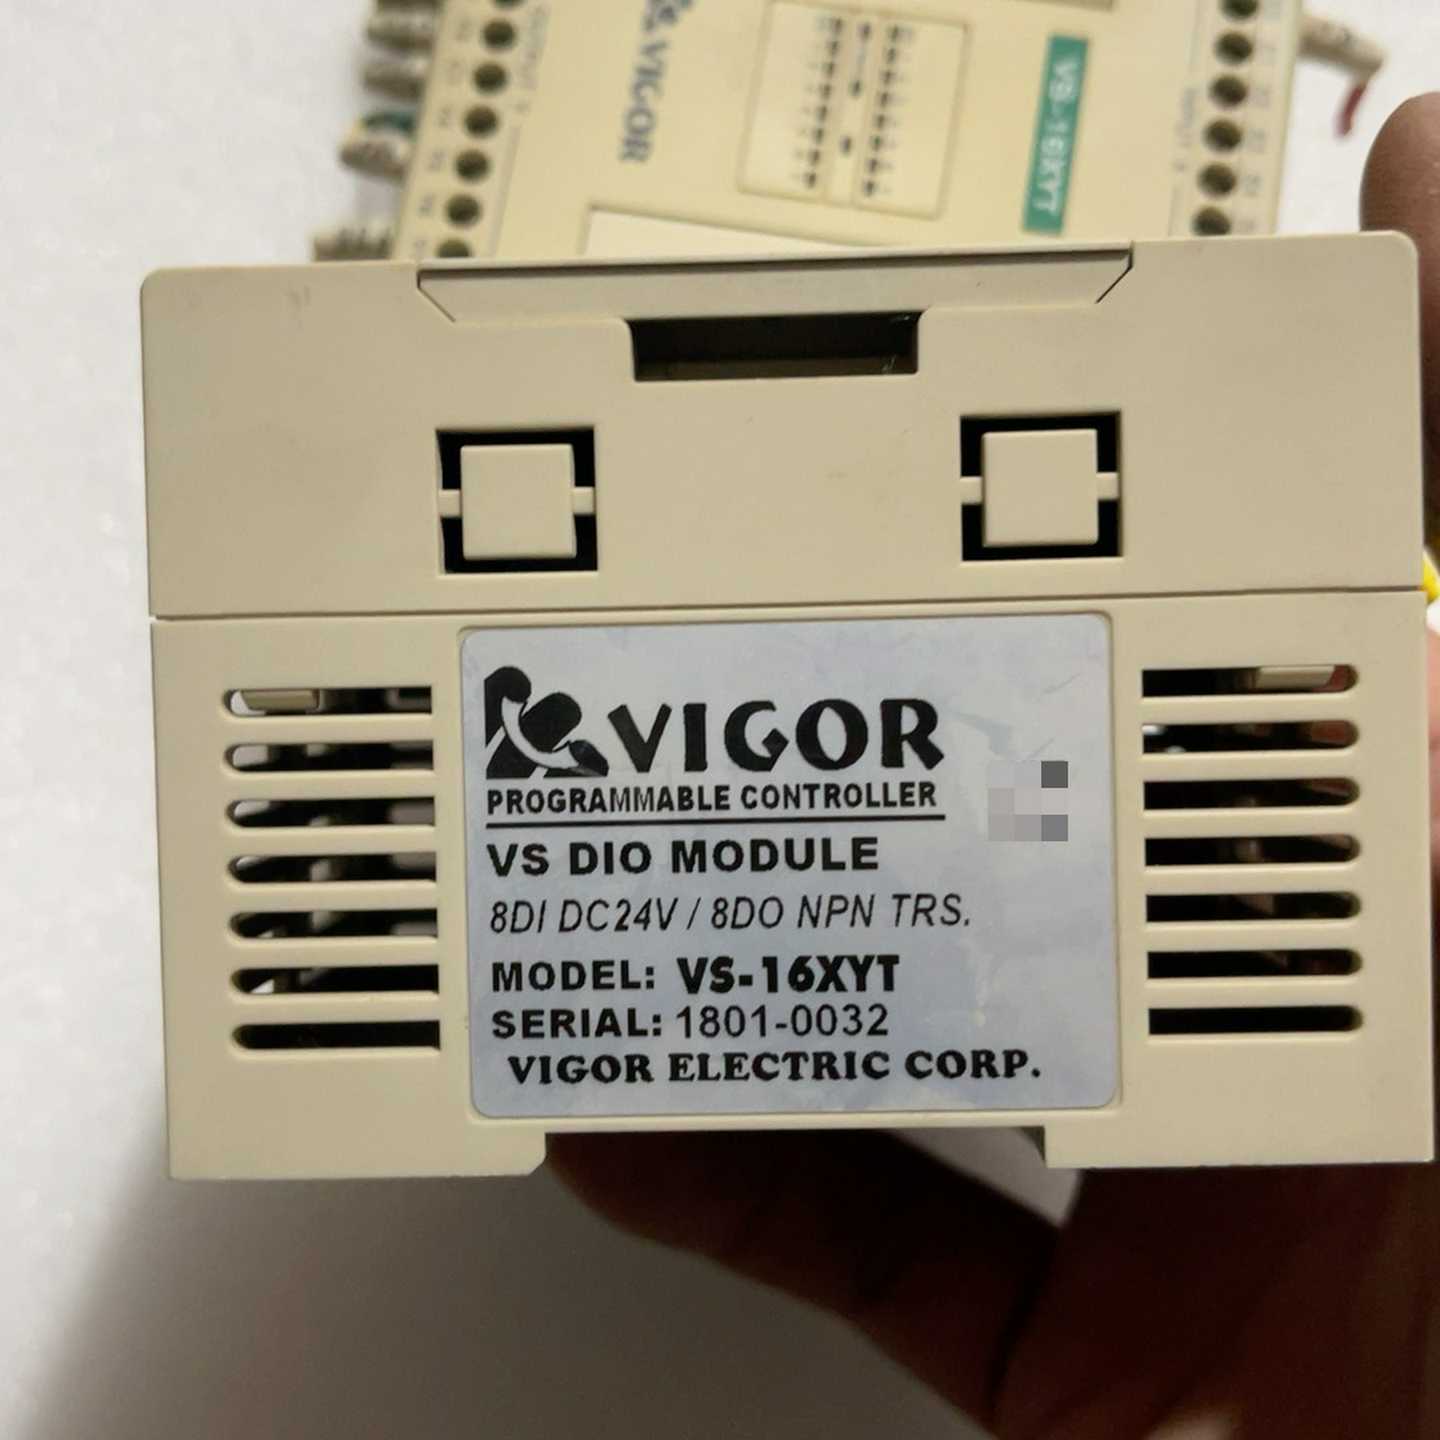 VIGOR
VS-16XYT
VIGOR
PROGRAMMABLE CONTROLLER
VS DIO MODULE
8DI DC24V / 8DO NPN TRS.
MODEL: VS-16XYT
SERIAL: 1801-0032
VIGOR ELECTRIC CORP.